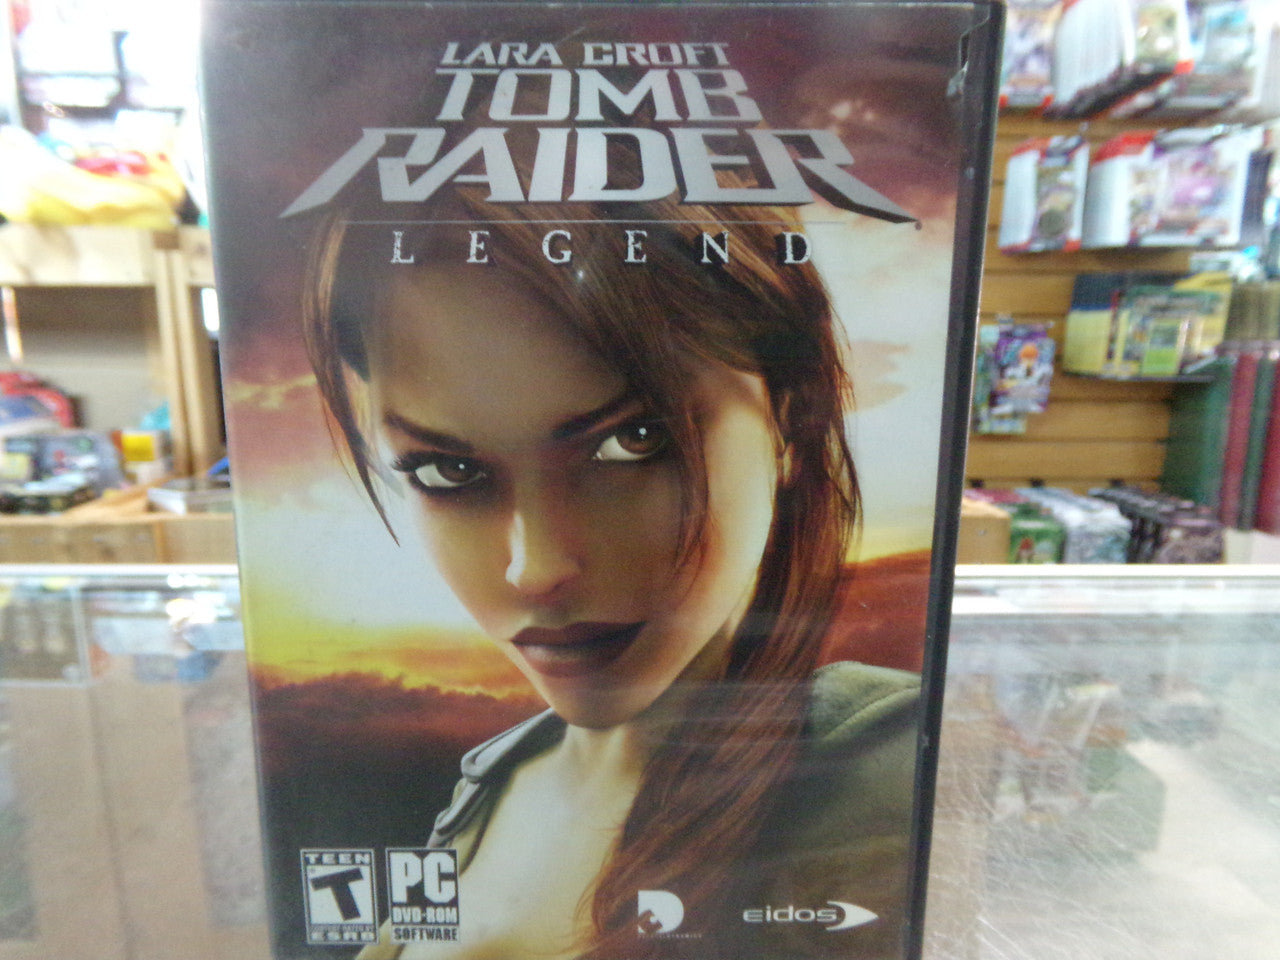 LARA CROFT
TOMB
RAIDER
LEGEND
TEEN
T
ESRB
PC
DVD-ROM
SOFTWARE
eidos